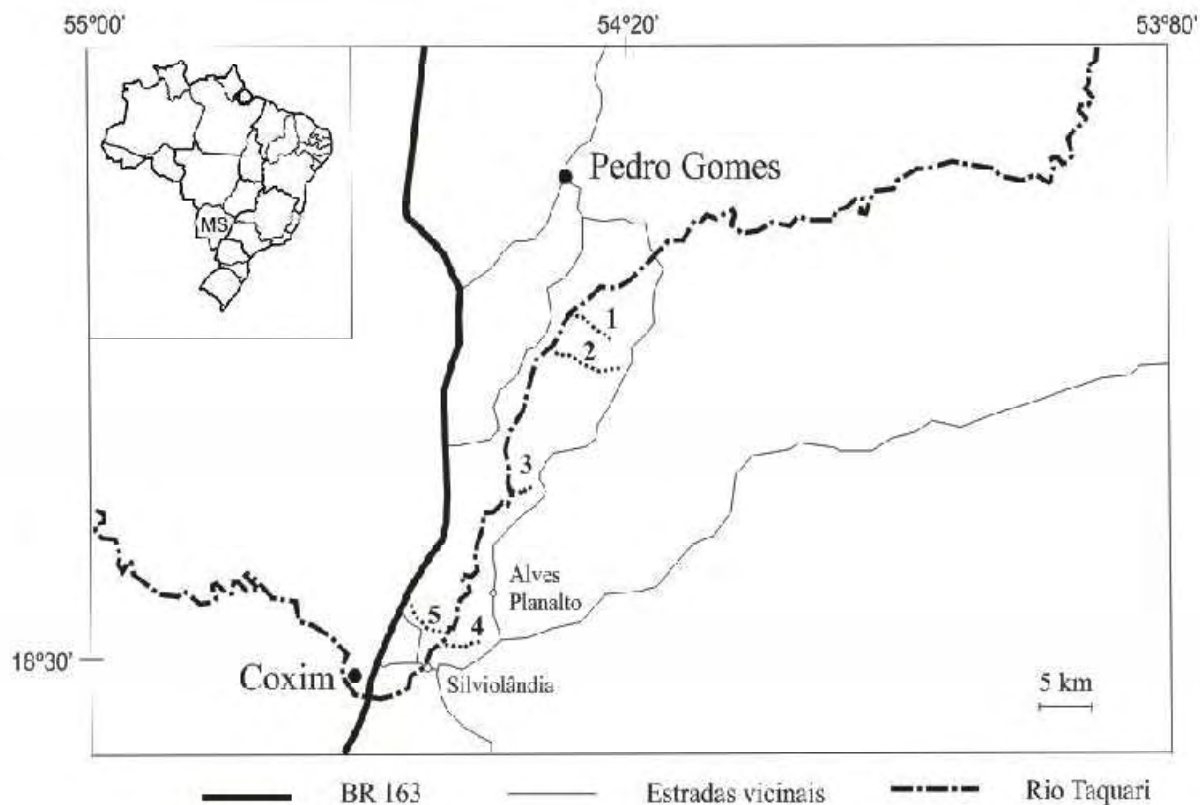 55°00'
54°20'
53°80'
MS
Pedro Gomes
1
2
3
Alves
Planalto
5
4
18°30'
Coxim
Silviolândia
5 km
BR 163
Estradas vicinais
Rio Taquari